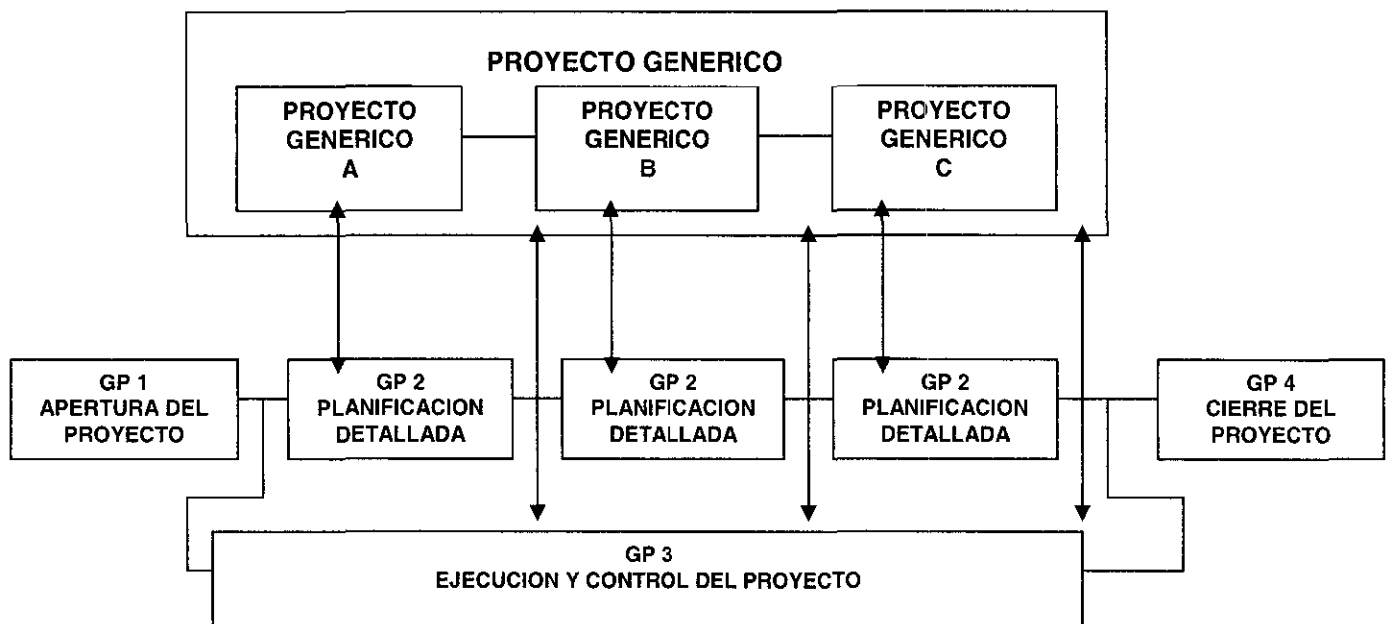 PROYECTO GENERICO
PROYECTO
GENERICO
A
PROYECTO
GENERICO
B
PROYECTO
GENERICO
C
GP 1
APERTURA DEL
PROYECTO
GP 2
PLANIFICACION
DETALLADA
GP 2
PLANIFICACION
DETALLADA
GP 2
PLANIFICACION
DETALLADA
GP 4
CIERRE DEL
PROYECTO
GP 3
EJECUCION Y CONTROL DEL PROYECTO